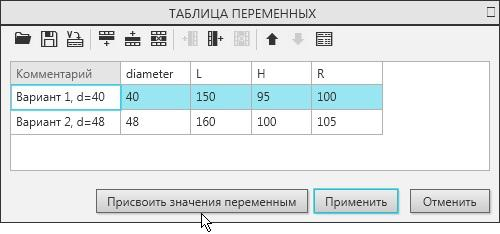 ТАБЛИЦА ПЕРЕМЕННЫХ
Комментарий diameter L H R
Вариант 1, d=40 40 150 95 100
Вариант 2, d=48 48 160 100 105
Присвоить значения переменным Применить Отменить